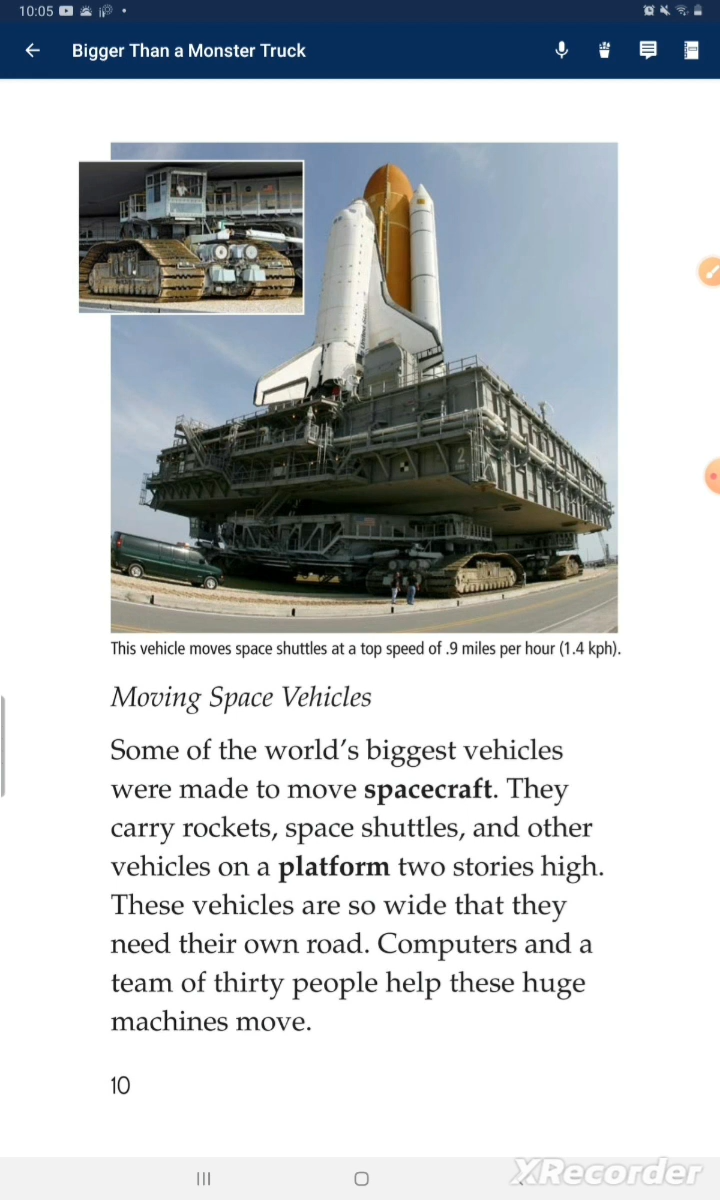 10:05
Bigger Than a Monster Truck
2
This vehicle moves space shuttles at a top speed of .9 miles per hour (1.4 kph).
Moving Space Vehicles
Some of the world's biggest vehicles
were made to move spacecraft. They
carry rockets, space shuttles, and other
vehicles on a platform two stories high.
These vehicles are so wide that they
need their own road. Computers and a
team of thirty people help these huge
machines move.
10
XRecorder